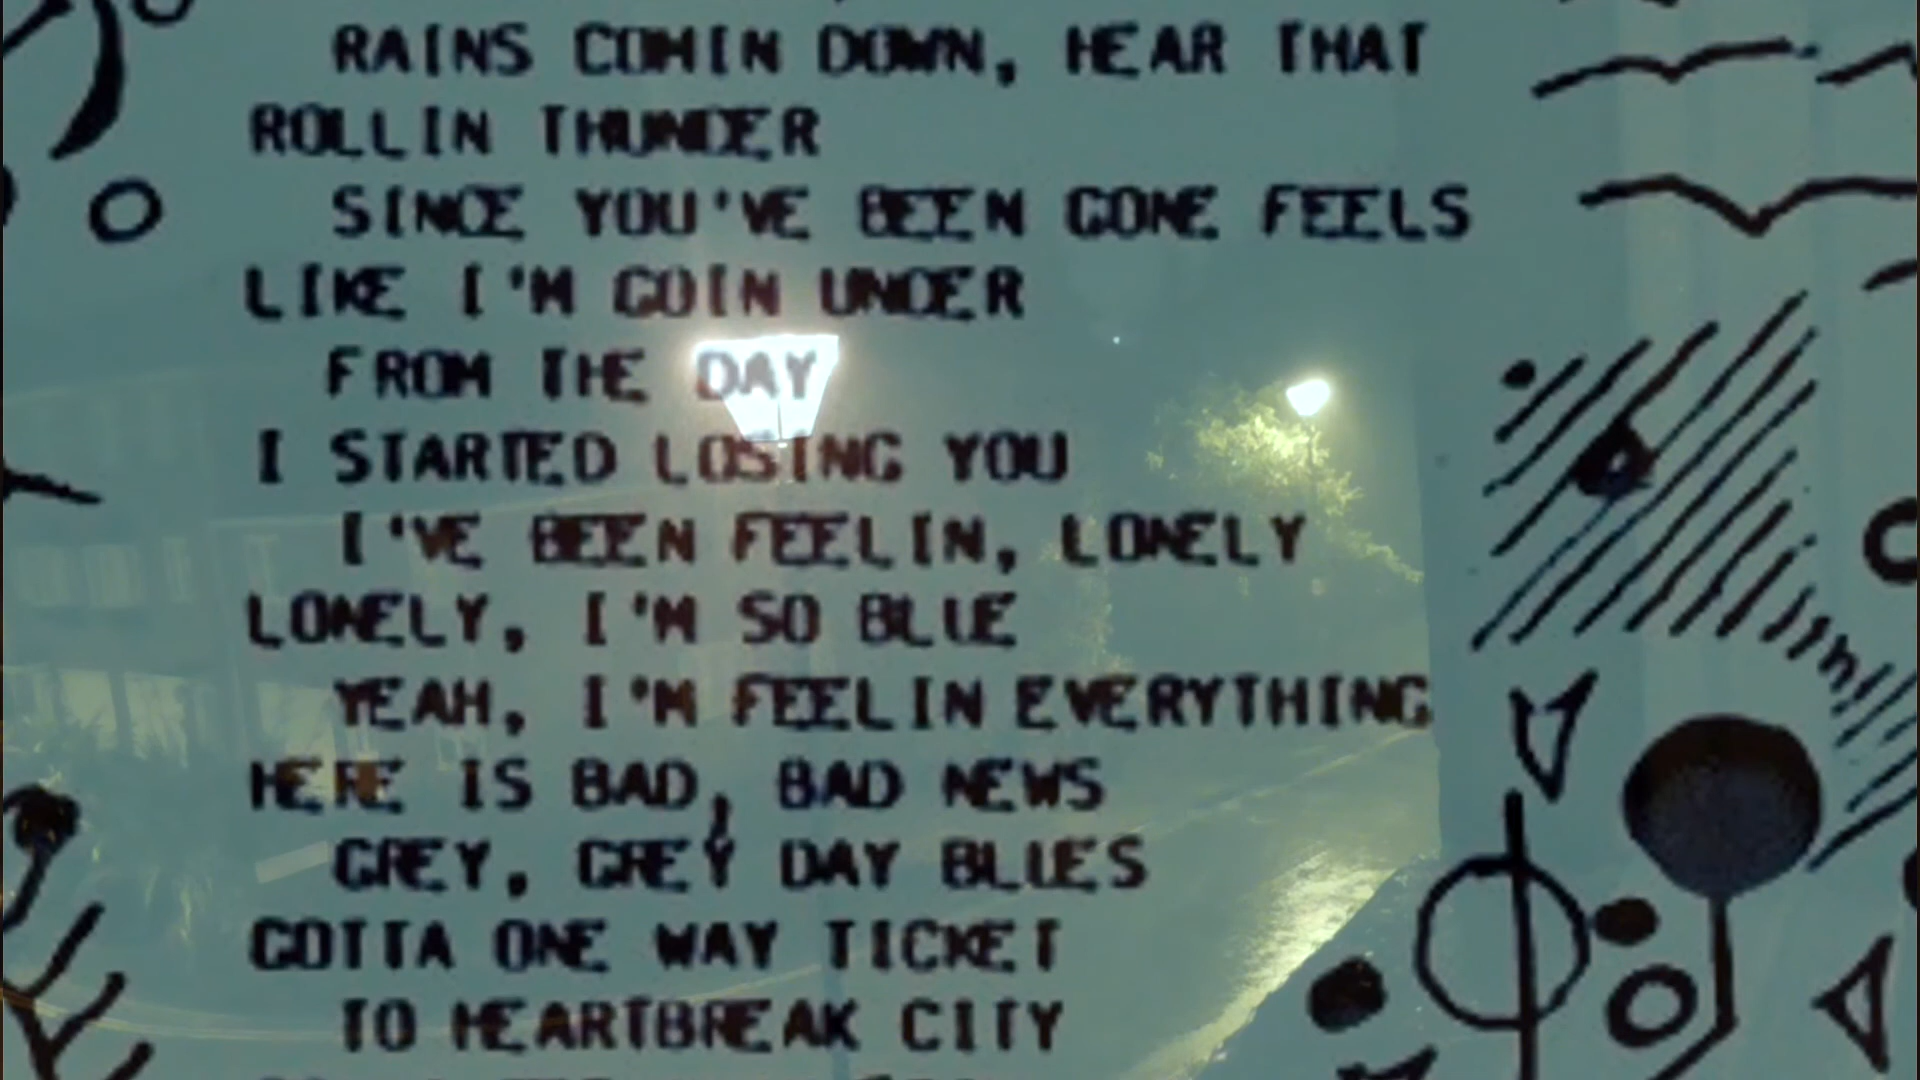 RAINS COMIN DOWN, HEAR THAT
ROLLIN THUNDER
SINCE YOU'VE BEEN GONE FEELS
LIKE I'M GOIN UNDER
FROM THE DAY
I STARTED LOSING YOU
I'VE BEEN FEELIN, LONELY
LONELY, I'M SO BLUE
YEAH, I'M FEELIN EVERYTHING
HERE IS BAD, BAD NEWS
GREY, GREY DAY BLUES
GOTTA ONE WAY TICKET
TO HEARTBREAK CITY